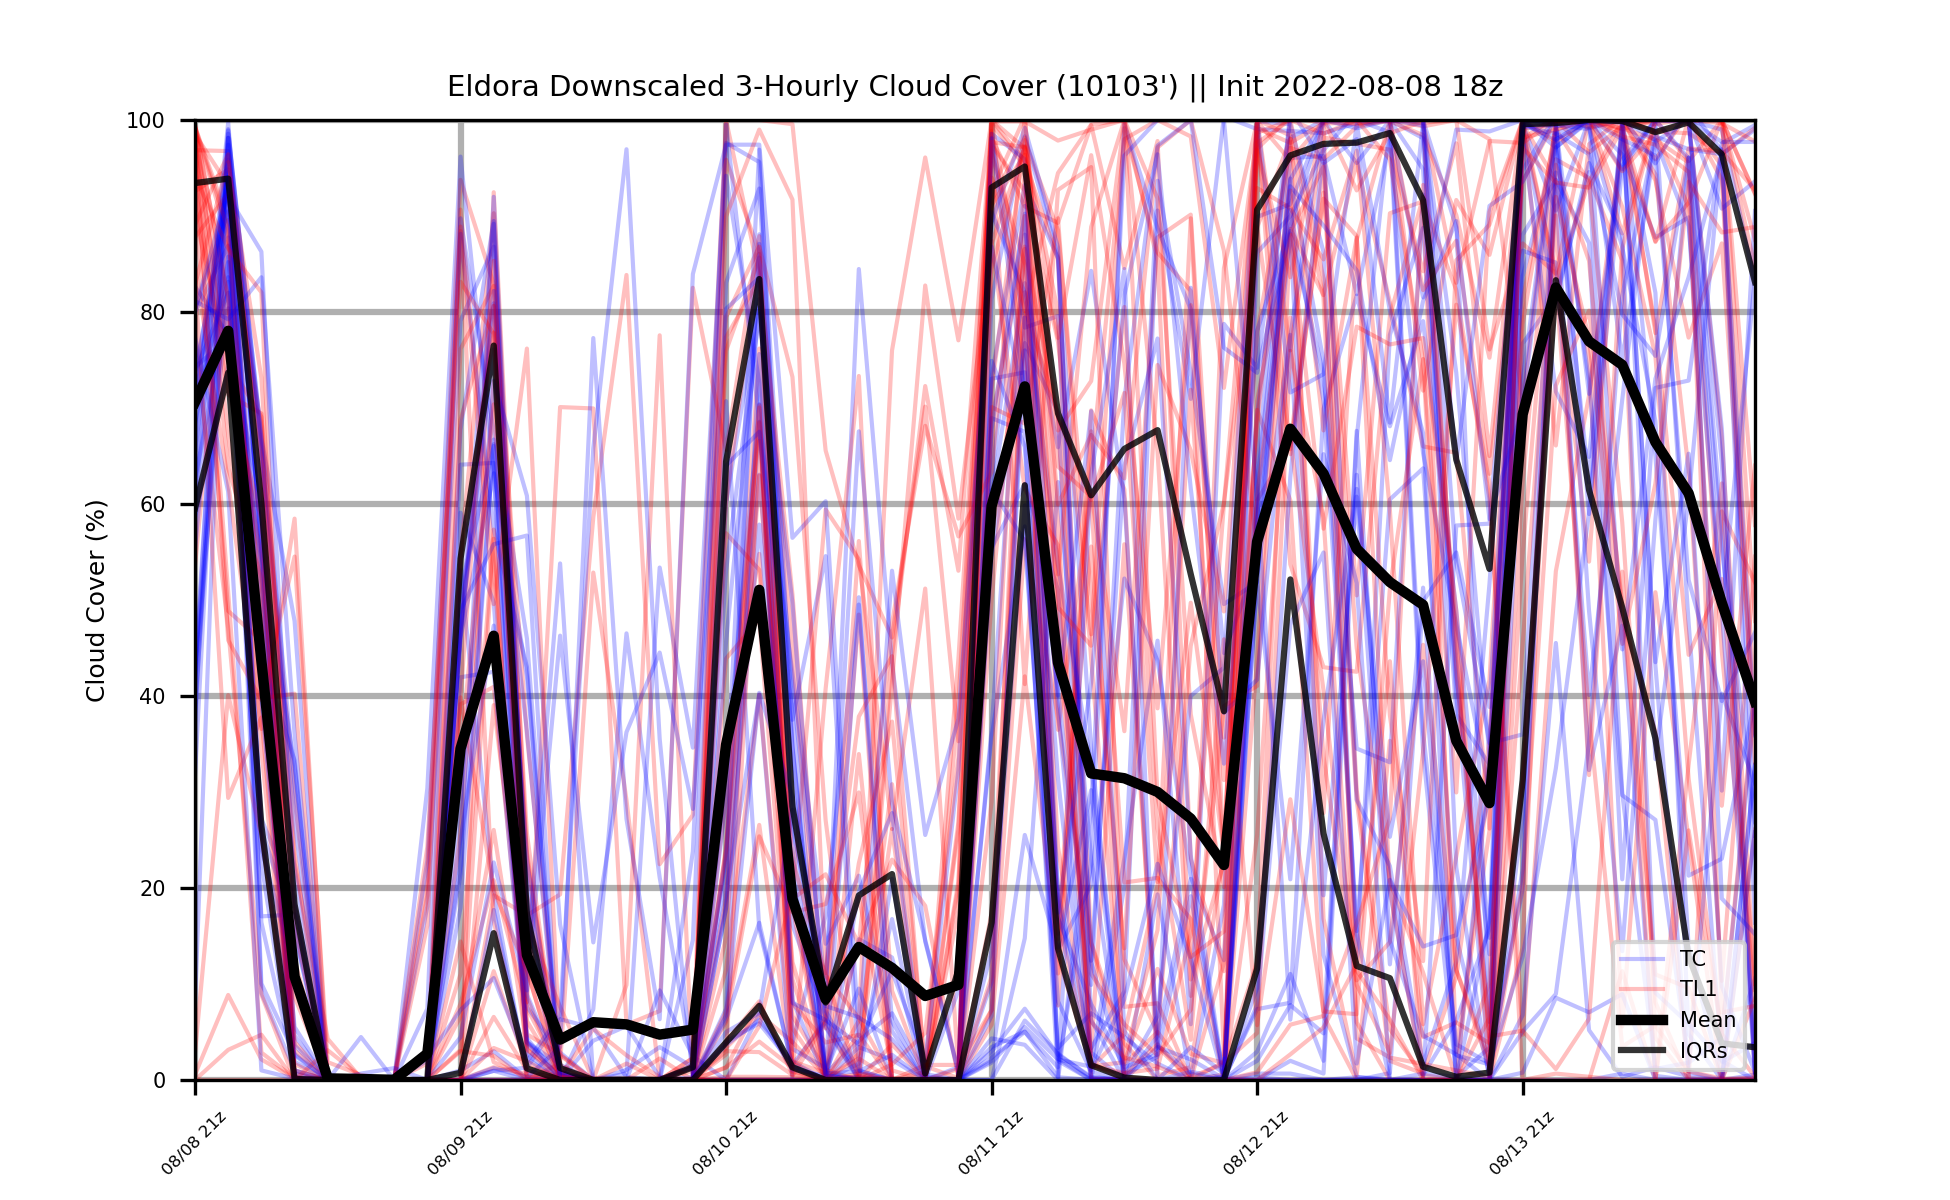 Eldora Downscaled 3-Hourly Cloud Cover (10103') || Init 2022-08-08 18z
Cloud Cover (%)
100
80
60
40
20
0
08/08 21z
08/09 21z
08/10 21z
08/11 21z
08/12 21z
08/13 21z
TC
TL1
Mean
IQRs